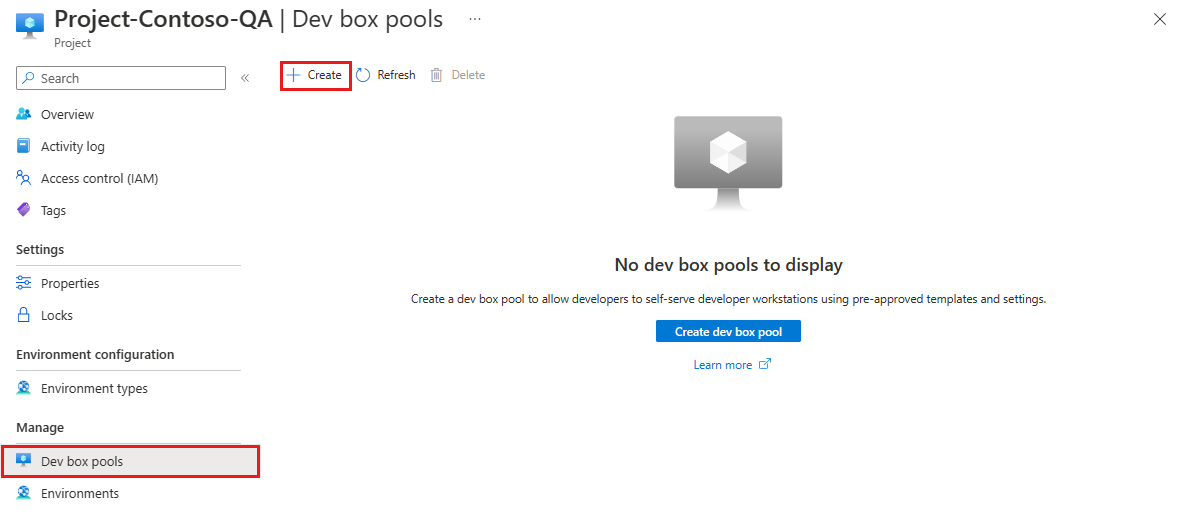 Project-Contoso-QA | Dev box pools ...
Project
Search
«
Create Refresh Delete
Overview
Activity log
Access control (IAM)
Tags
Settings
Properties
Locks
Environment configuration
Environment types
Manage
Dev box pools
Environments
No dev box pools to display
Create a dev box pool to allow developers to self-serve developer workstations using pre-approved templates and settings.
Create dev box pool
Learn more